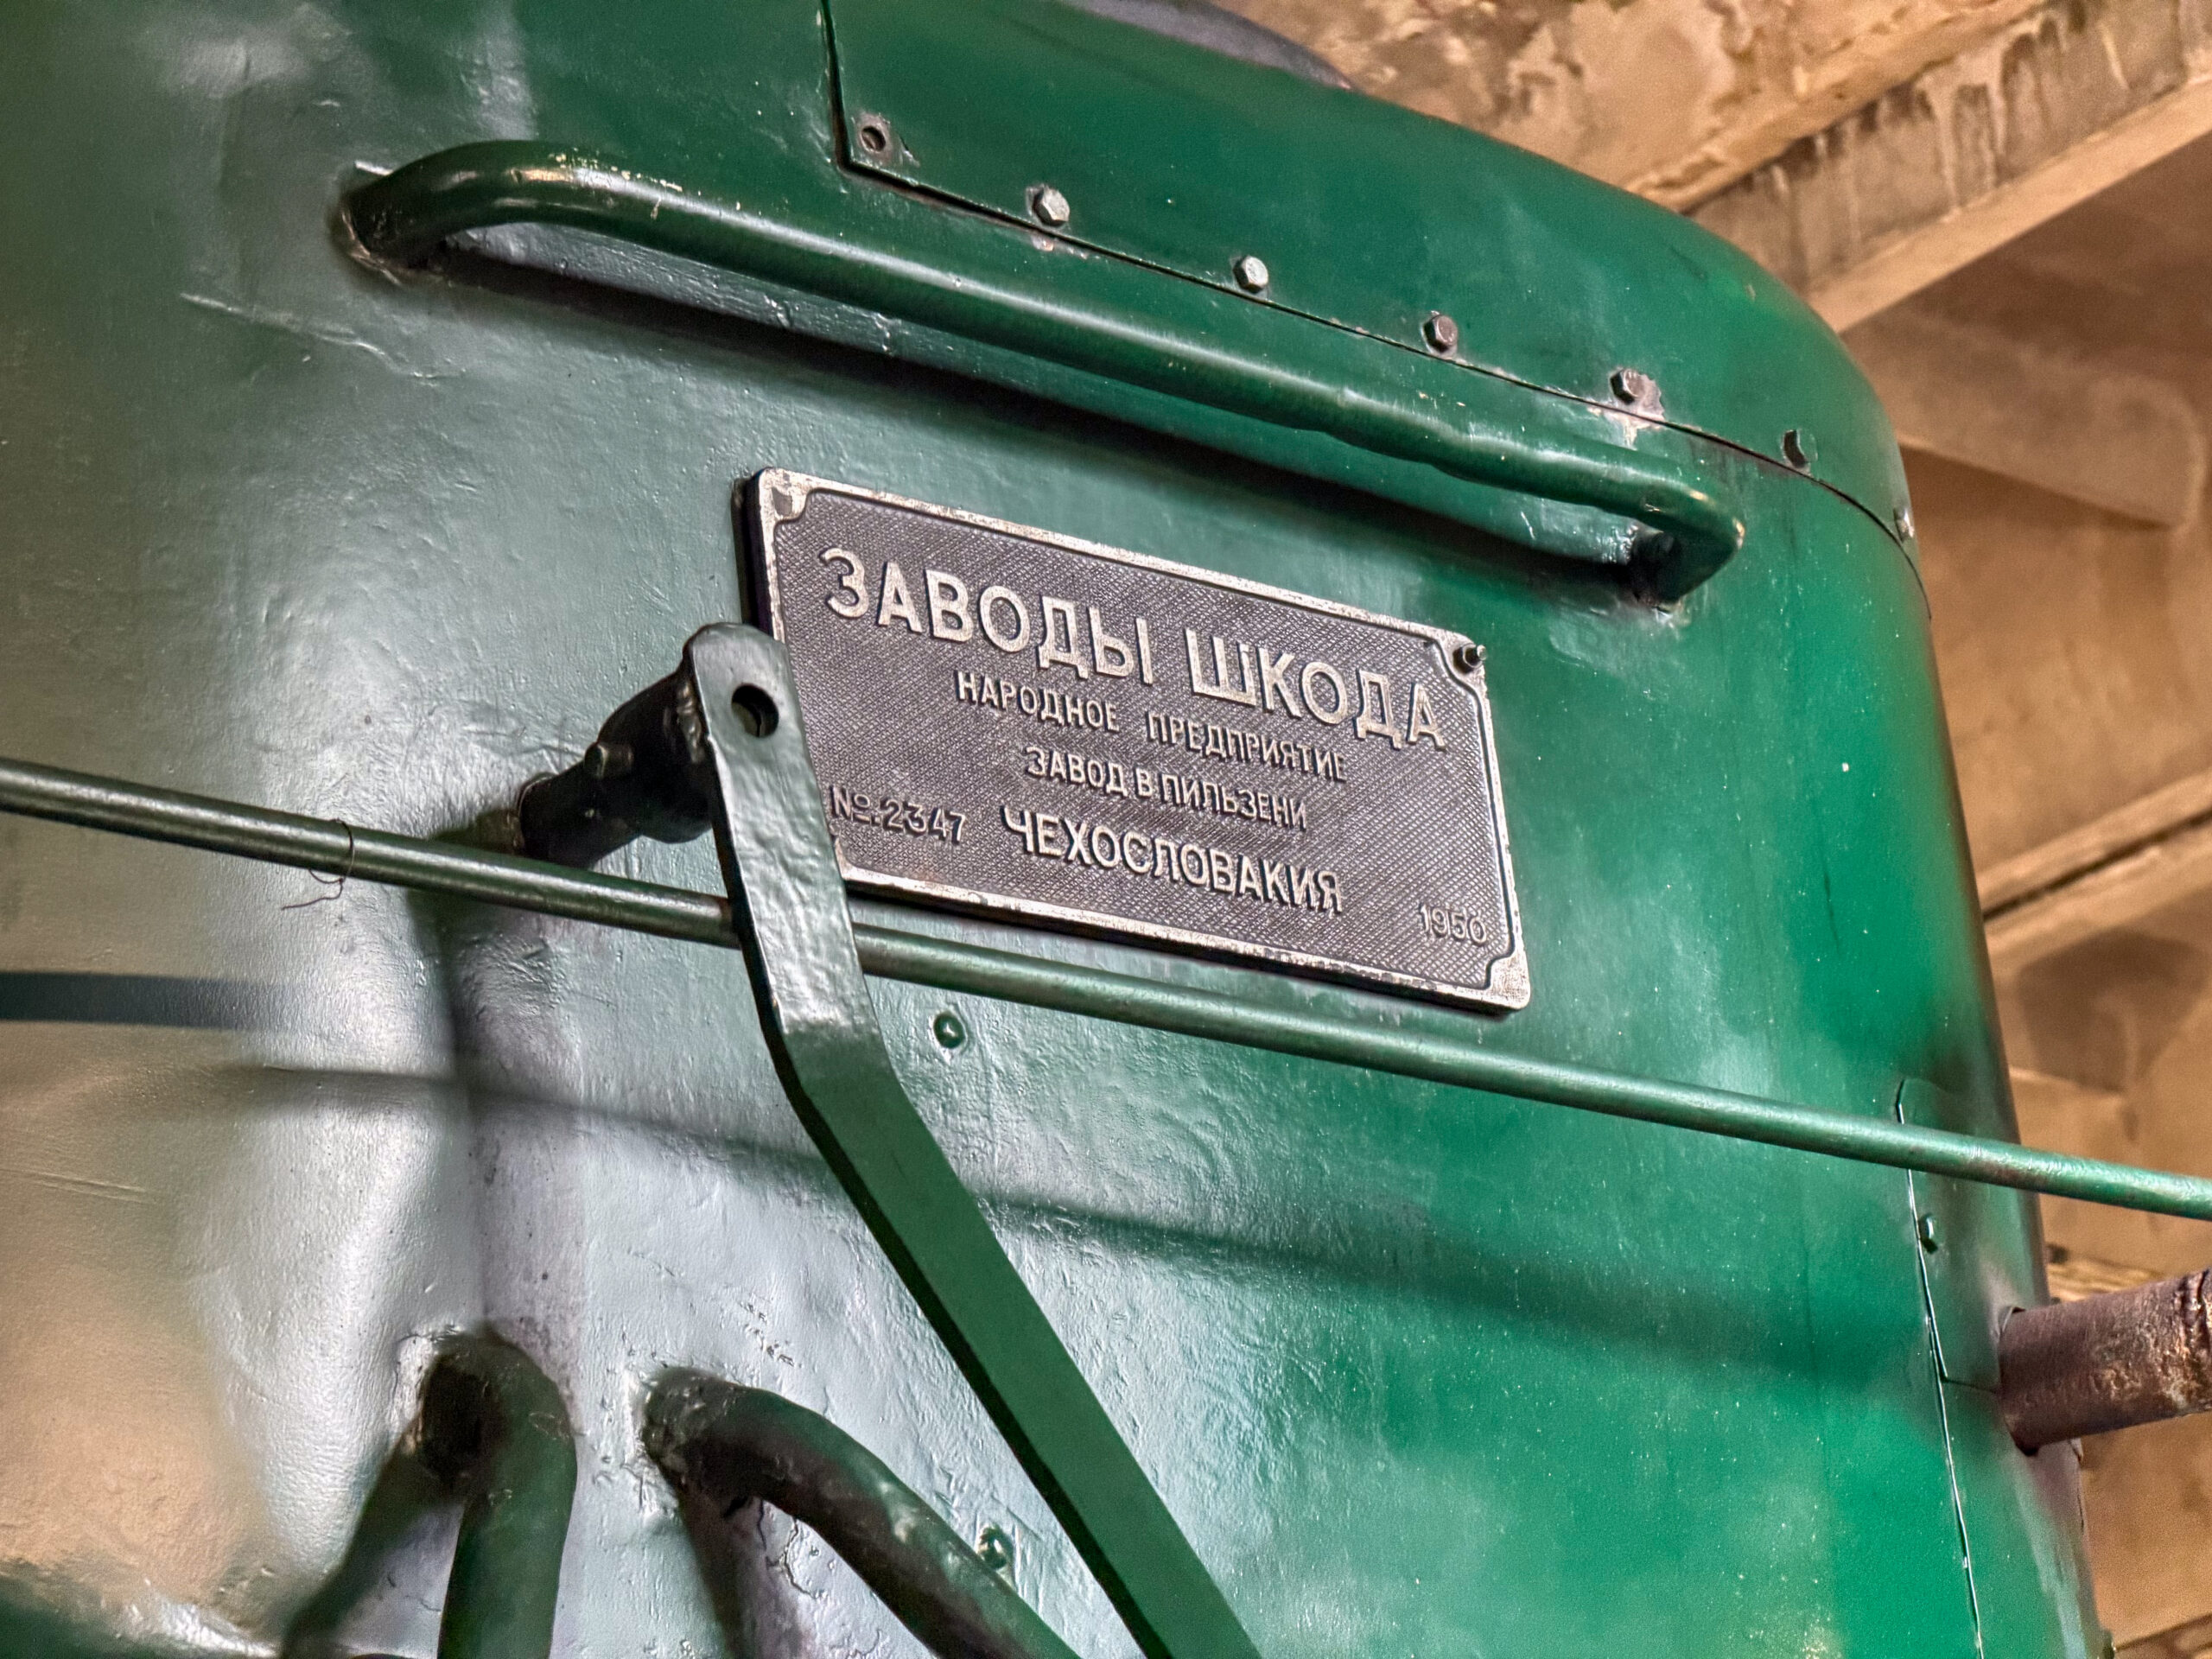 ЗАВОДЫ ШКОДА
НАРОДНОЕ ПРЕДПРИЯТИЕ
ЗАВОД В ПИЛЬЗЕНИ
№.2347 ЧЕХОСЛОВАКИЯ
1950